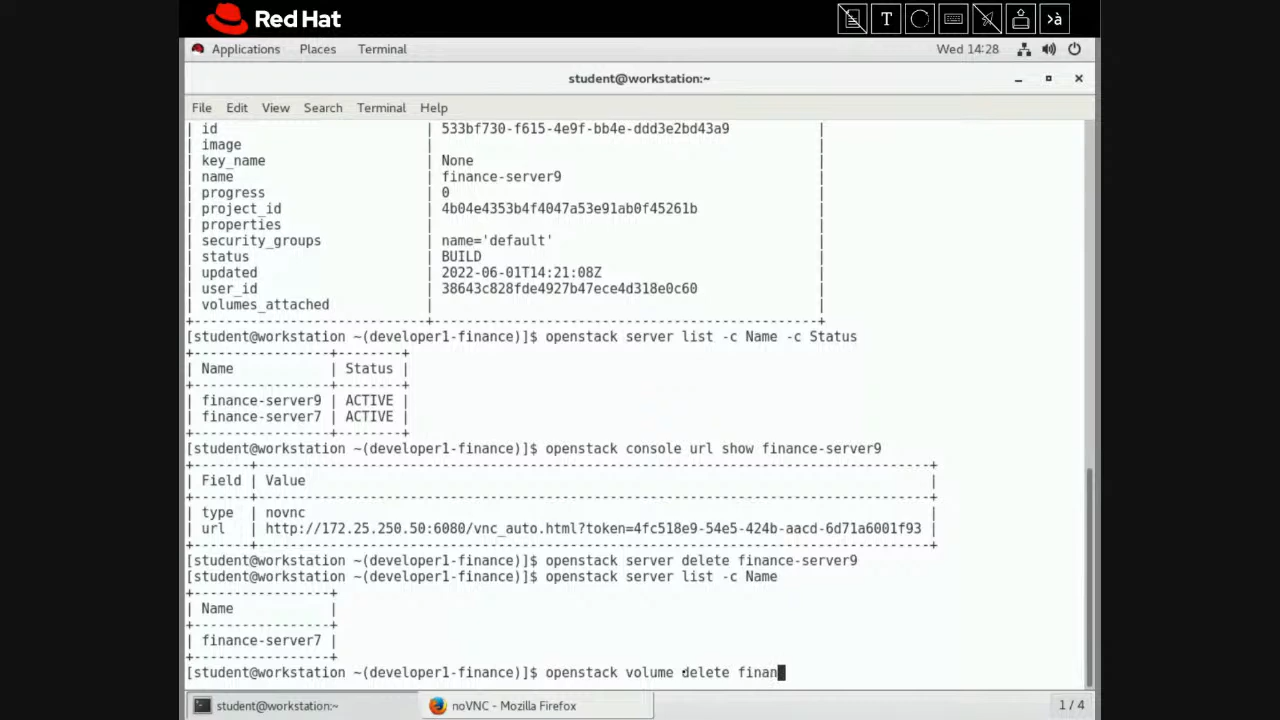 Red Hat
T
>à
Applications Places Terminal Wed 14:28
student@workstation:~
File Edit View Search Terminal Help
| id | 533bf730-f615-4e9f-bb4e-ddd3e2bd43a9 |
| image | |
| key_name | None |
| name | finance-server9 |
| progress | 0 |
| project_id | 4b04e4353b4f4047a53e91ab0f45261b |
| properties | |
| security_groups | name='default' |
| status | BUILD |
| updated | 2022-06-01T14:21:08Z |
| user_id | 38643c828fde4927b47ece4d318e0c60 |
| volumes_attached | |
[student@workstation ~(developer1-finance)]$ openstack server list -c Name -c Status
| Name | Status |
| finance-server9 | ACTIVE |
| finance-server7 | ACTIVE |
[student@workstation ~(developer1-finance)]$ openstack console url show finance-server9
| Field | Value |
| type | novnc |
| url | http://172.25.250.50:6080/vnc_auto.html?token=4fc518e9-54e5-424b-aacd-6d71a6001f93 |
[student@workstation ~(developer1-finance)]$ openstack server delete finance-server9
[student@workstation ~(developer1-finance)]$ openstack server list -c Name
| Name |
| finance-server7 |
[student@workstation ~(developer1-finance)]$ openstack volume delete finan
student@workstation:~ noVNC - Mozilla Firefox 1 / 4